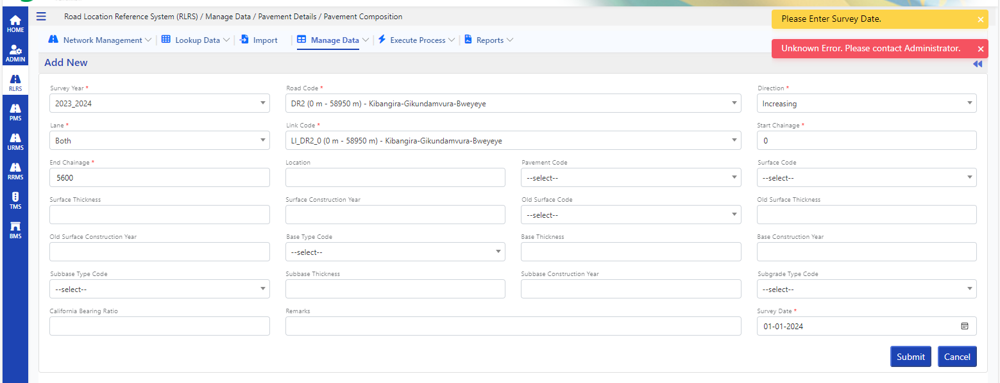 Road Location Reference System (RLRS) / Manage Data / Pavement Details / Pavement Composition
Please Enter Survey Date.
Unknown Error. Please contact Administrator.
HOME
ADMIN
RLRS
PMS
URMS
RRMS
TMS
BMS
Network Management
Lookup Data
Import
Manage Data
Execute Process
Reports
Add New
Survey Year *
Road Code *
Direction *
2023_2024
DR2 (0 m - 58950 m) - Kibangira-Gikundamvura-Bweyeye
Increasing
Lane *
Link Code *
Start Chainage *
Both
LI_DR2_0 (0 m - 58950 m) - Kibangira-Gikundamvura-Bweyeye
0
End Chainage *
Location
Pavement Code
Surface Code
5600
--select--
--select--
Surface Thickness
Surface Construction Year
Old Surface Code
Old Surface Thickness
--select--
Old Surface Construction Year
Base Type Code
Base Thickness
Base Construction Year
--select--
Subbase Type Code
Subbase Thickness
Subbase Construction Year
Subgrade Type Code
--select--
--select--
California Bearing Ratio
Remarks
Survey Date *
01-01-2024
Submit
Cancel